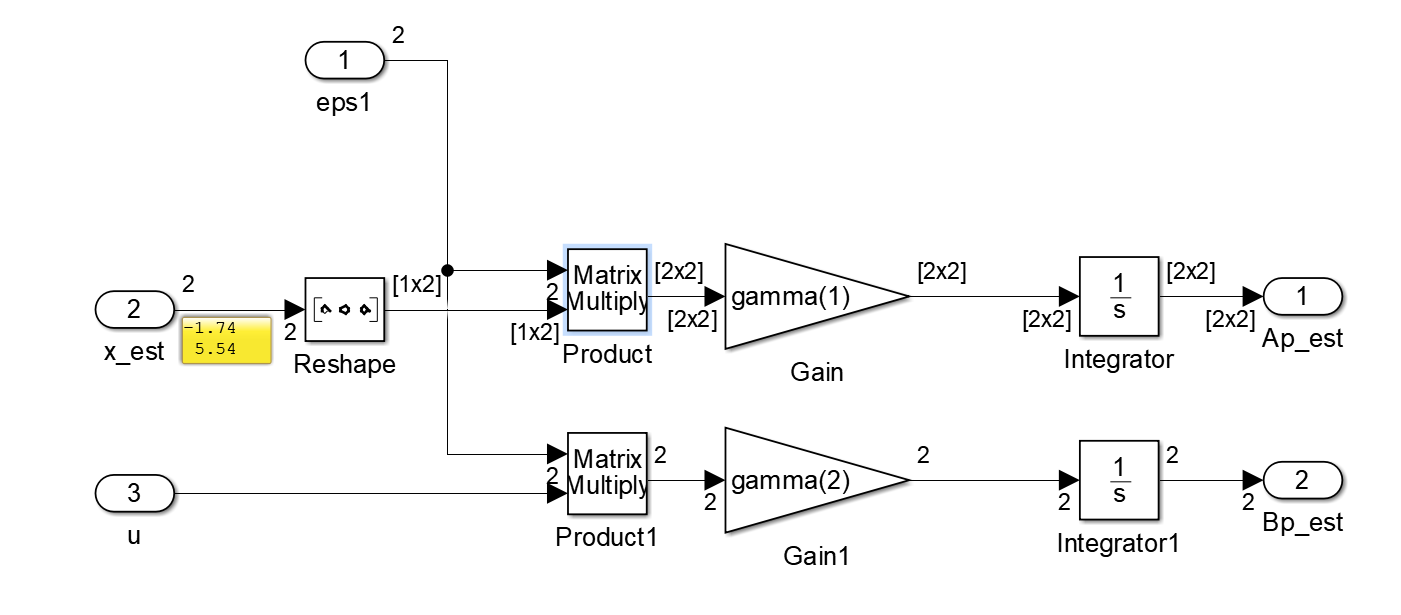 2
1
eps1
2
[1x2]
2
2
Reshape
-1.74
5.54
x_est
2
[1x2]
Matrix
Multiply
Product
[2x2]
[2x2]
gamma(1)
Gain
[2x2]
[2x2]
1
s
Integrator
[2x2]
[2x2]
1
Ap_est
3
u
2
Matrix
Multiply
Product1
2
2
gamma(2)
Gain1
2
2
1
s
Integrator1
2
2
2
Bp_est